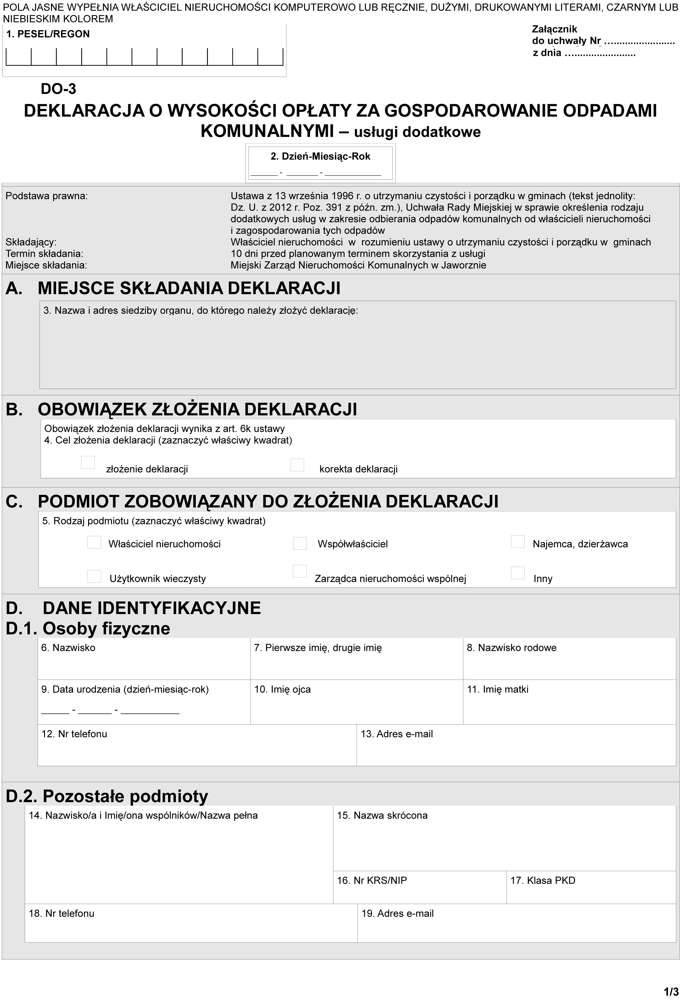 POLA JASNE WYPEŁNIA WŁAŚCICIEL NIERUCHOMOŚCI KOMPUTEROWO LUB RĘCZNIE, DUŻYMI, DRUKOWANYMI LITERAMI, CZARNYM LUB
NIEBIESKIM KOLOREM
1. PESEL/REGON
Załącznik
do uchwały Nr ….......................
z dnia ….......................
DO-3
DEKLARACJA O WYSOKOŚCI OPŁATY ZA GOSPODAROWANIE ODPADAMI
KOMUNALNYMI – usługi dodatkowe
2. Dzień-Miesiąc-Rok
_____ - ______ - ___________
Podstawa prawna: Ustawa z 13 września 1996 r. o utrzymaniu czystości i porządku w gminach (tekst jednolity:
Dz. U. z 2012 r. Poz. 391 z późn. zm.), Uchwała Rady Miejskiej w sprawie określenia rodzaju
dodatkowych usług w zakresie odbierania odpadów komunalnych od właścicieli nieruchomości
i zagospodarowania tych odpadów
Składający: Właściciel nieruchomości w rozumieniu ustawy o utrzymaniu czystości i porządku w gminach
Termin składania: 10 dni przed planowanym terminem skorzystania z usługi
Miejsce składania: Miejski Zarząd Nieruchomości Komunalnych w Jaworznie
A. MIEJSCE SKŁADANIA DEKLARACJI
3. Nazwa i adres siedziby organu, do którego należy złożyć deklarację:
B. OBOWIĄZEK ZŁOŻENIA DEKLARACJI
Obowiązek złożenia deklaracji wynika z art. 6k ustawy
4. Cel złożenia deklaracji (zaznaczyć właściwy kwadrat)
złożenie deklaracji korekta deklaracji
C. PODMIOT ZOBOWIĄZANY DO ZŁOŻENIA DEKLARACJI
5. Rodzaj podmiotu (zaznaczyć właściwy kwadrat)
Właściciel nieruchomości Współwłaściciel Najemca, dzierżawca
Użytkownik wieczysty Zarządca nieruchomości wspólnej Inny
D. DANE IDENTYFIKACYJNE
D.1. Osoby fizyczne
6. Nazwisko 7. Pierwsze imię, drugie imię 8. Nazwisko rodowe
9. Data urodzenia (dzień-miesiąc-rok) 10. Imię ojca 11. Imię matki
_____ - ______ - ___________
12. Nr telefonu 13. Adres e-mail
D.2. Pozostałe podmioty
14. Nazwisko/a i Imię/ona wspólników/Nazwa pełna 15. Nazwa skrócona
16. Nr KRS/NIP 17. Klasa PKD
18. Nr telefonu 19. Adres e-mail
1/3